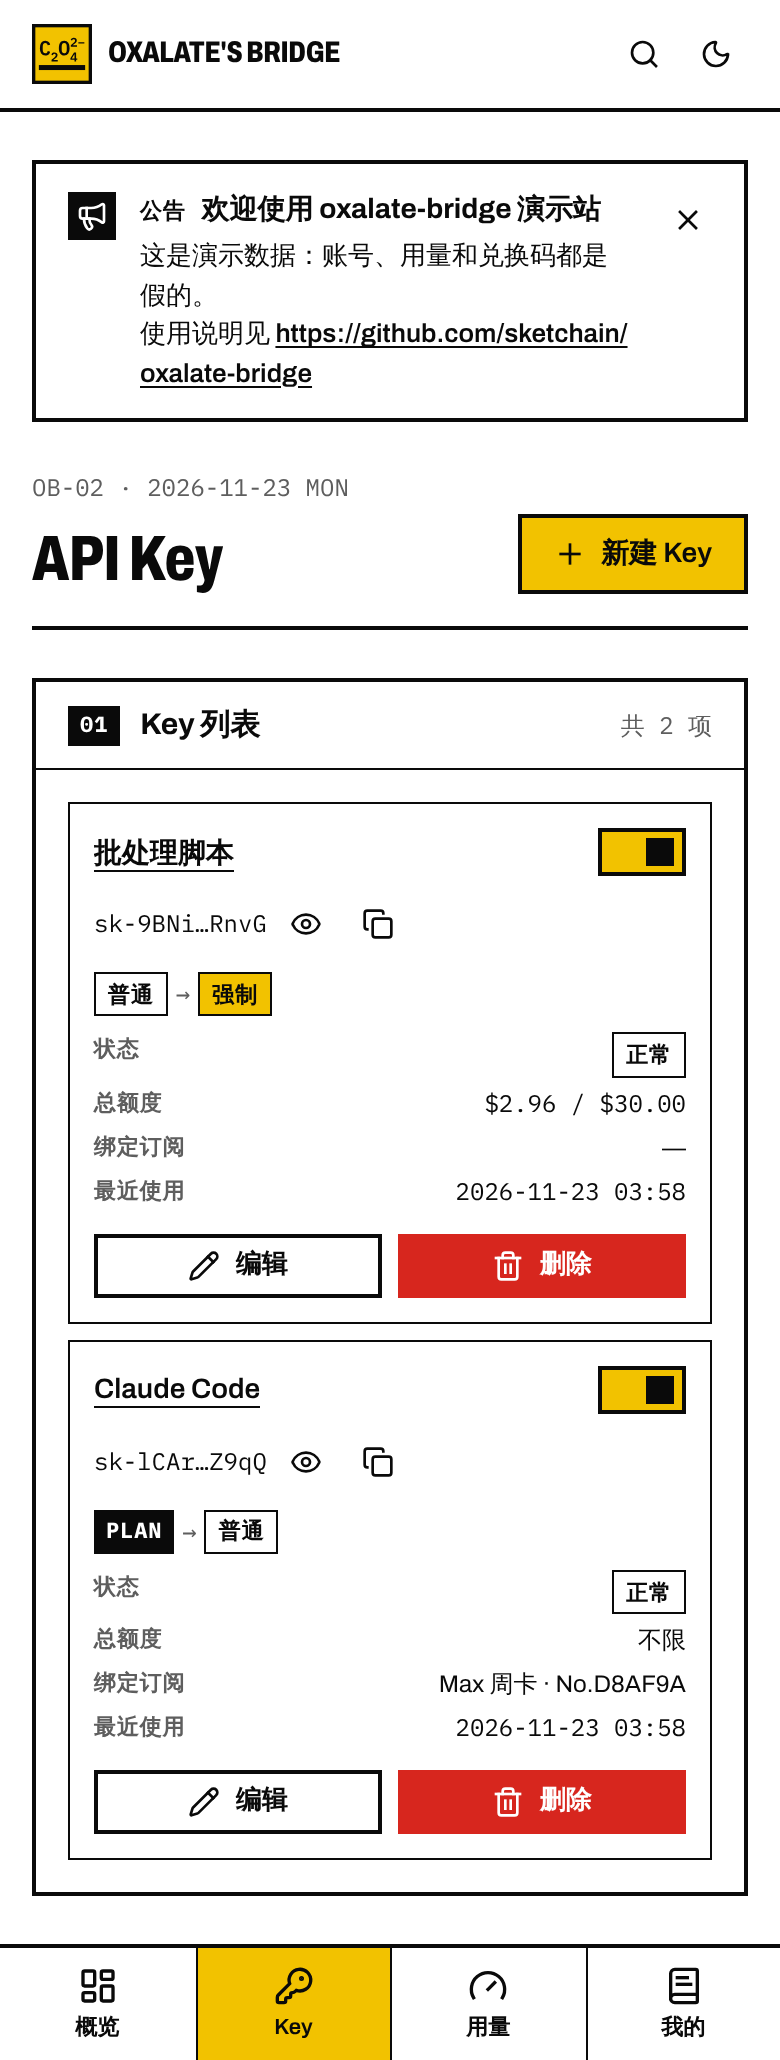 C₂O₄²⁻ OXALATE'S BRIDGE
公告 欢迎使用 oxalate-bridge 演示站
这是演示数据：账号、用量和兑换码都是
假的。
使用说明见 https://github.com/sketchain/
oxalate-bridge
OB-02 · 2026-11-23 MON
API Key
新建 Key
01 Key 列表 共 2 项
批处理脚本
sk-9BNi…RnvG
普通 → 强制
状态 正常
总额度 $2.96 / $30.00
绑定订阅 —
最近使用 2026-11-23 03:58
编辑 删除
Claude Code
sk-lCAr…Z9qQ
PLAN → 普通
状态 正常
总额度 不限
绑定订阅 Max 周卡 · No.D8AF9A
最近使用 2026-11-23 03:58
编辑 删除
概览 Key 用量 我的